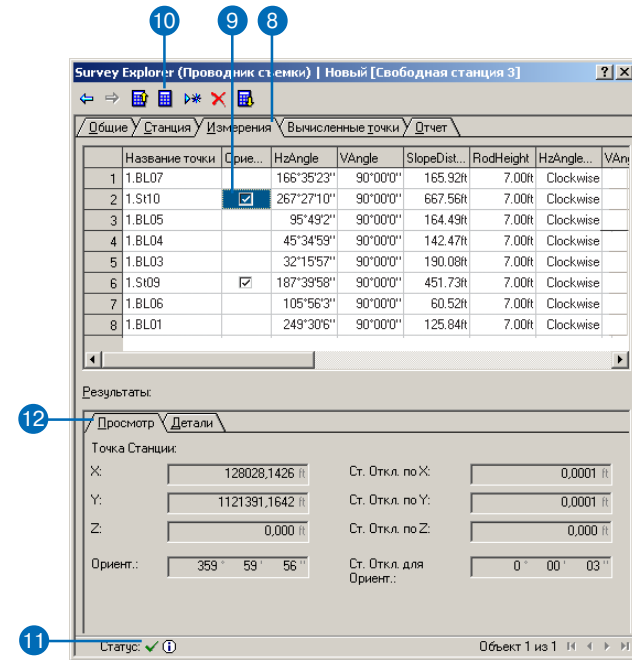 10 9 8
Survey Explorer (Проводник съемки) | Новый [Свободная станция 3]
Общие Станция Измерения Вычисленные точки Отчет
Название точки Орие... HzAngle VAngle SlopeDist... RodHeight HzAngle... VAng
1 1.BL07 166°35'23" 90°00'0" 165.92ft 7.00ft Clockwise
2 1.St10 267°27'10" 90°00'0" 667.56ft 7.00ft Clockwise
3 1.BL05 95°49'2" 90°00'0" 164.49ft 7.00ft Clockwise
4 1.BL04 45°34'59" 90°00'0" 142.47ft 7.00ft Clockwise
5 1.BL03 32°15'57" 90°00'0" 190.08ft 7.00ft Clockwise
6 1.St09 187°39'58" 90°00'0" 451.73ft 7.00ft Clockwise
7 1.BL06 105°56'3" 90°00'0" 60.52ft 7.00ft Clockwise
8 1.BL01 249°30'6" 90°00'0" 125.84ft 7.00ft Clockwise
Результаты:
12
Просмотр Детали
Точка Станции:
X: 128028,1426 ft Ст. Откл. по X: 0,0001 ft
Y: 1121391,1642 ft Ст. Откл. по Y: 0,0001 ft
Z: 0,000 ft Ст. Откл. по Z: 0,000 ft
Ориент.: 359 ° 59 ' 56 " Ст. Откл. для Ориент.: 0 ° 00 ' 03 "
11
Статус: Объект 1 из 1